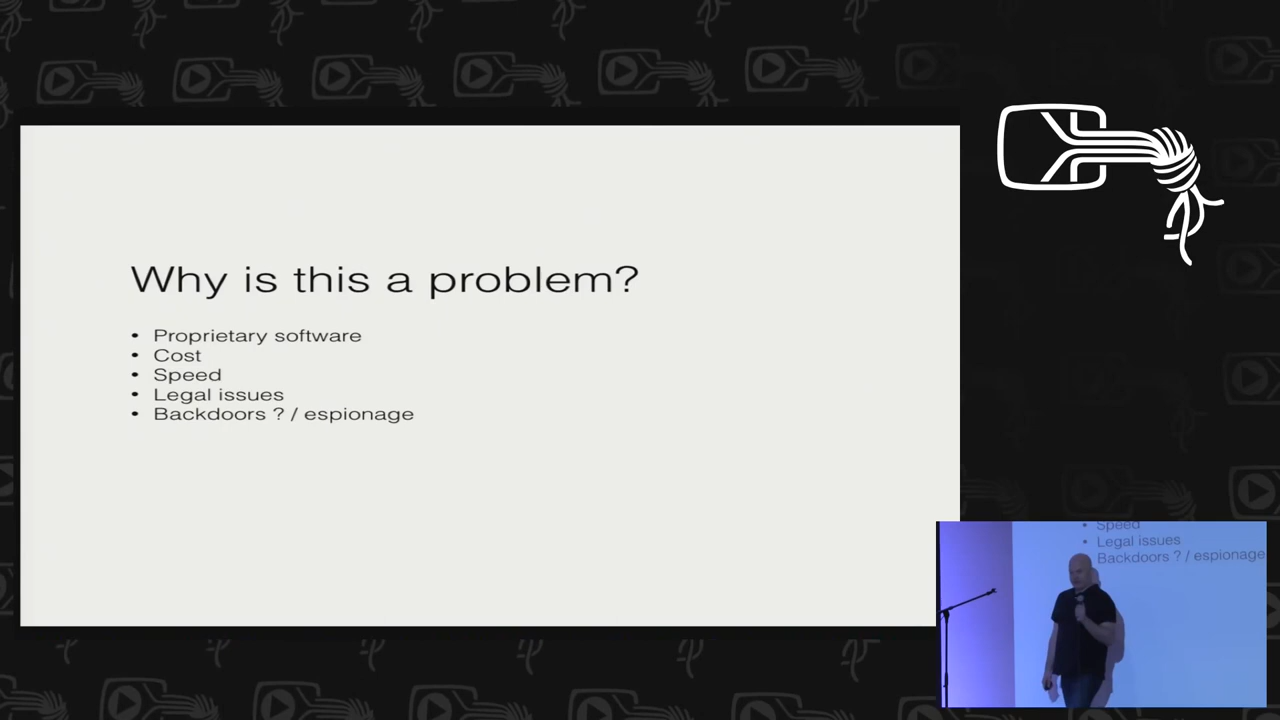 Why is this a problem?
• Proprietary software
• Cost
• Speed
• Legal issues
• Backdoors ? / espionage
• Speed
• Legal issues
Backdoors ? / espionage